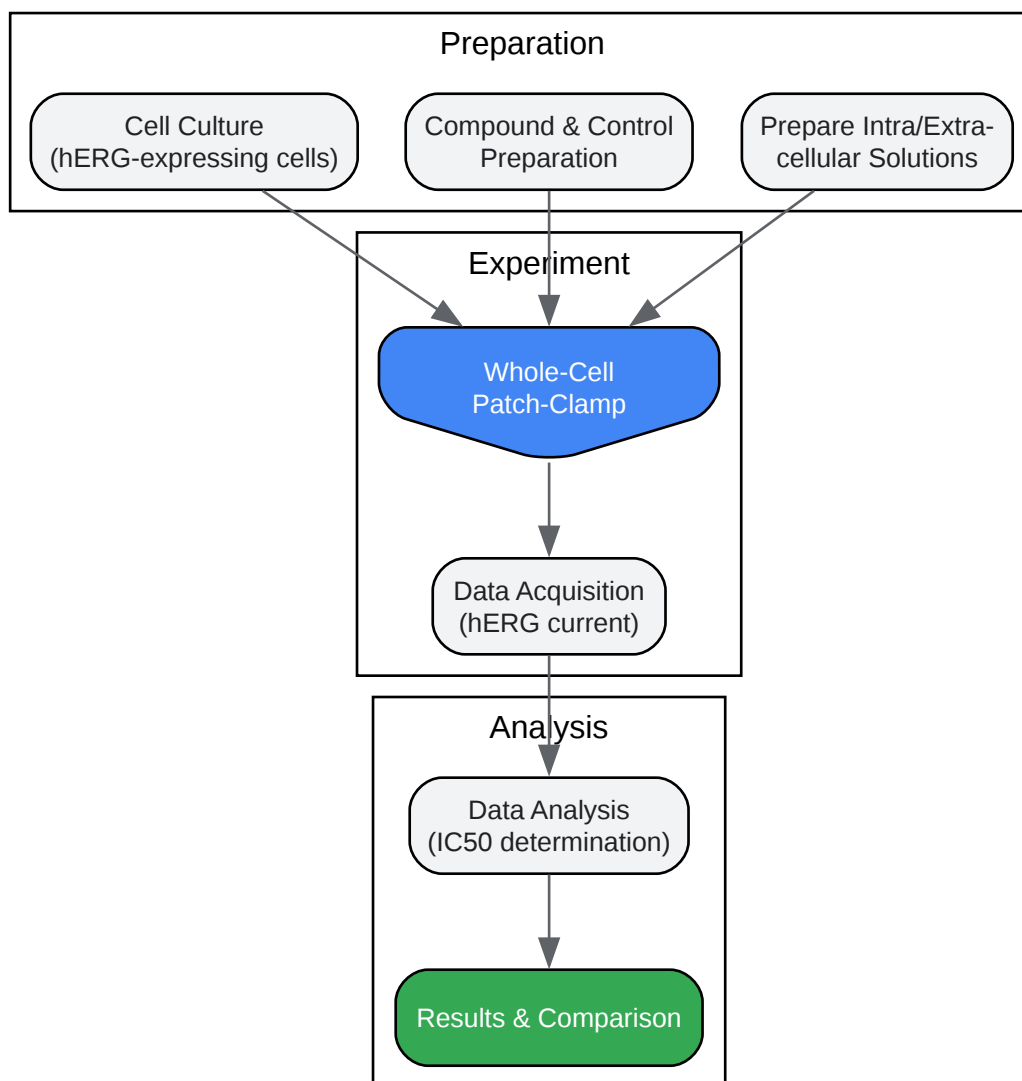 Preparation
Cell Culture
(hERG-expressing cells)
Compound & Control
Preparation
Prepare Intra/Extra-
cellular Solutions
Experiment
Whole-Cell
Patch-Clamp
Data Acquisition
(hERG current)
Analysis
Data Analysis
(IC50 determination)
Results & Comparison